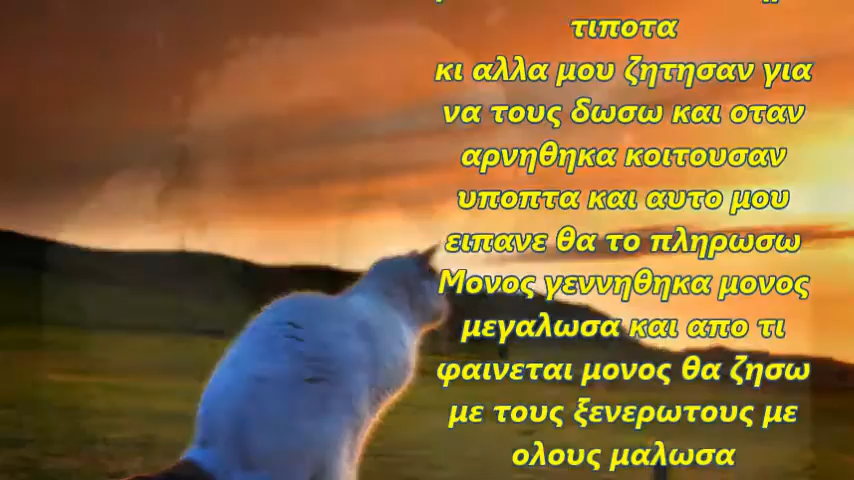 τιποτα
κι αλλα μου ζητησαν για
να τους δωσω και οταν
αρνηθηκα κοιτουσαν
υποπτα και αυτο μου
ειπανε θα το πληρωσω
Μονος γεννηθηκα μονος
μεγαλωσα και απο τι
φαινεται μονος θα ζησω
με τους ξενερωτους με
ολους μαλωσα